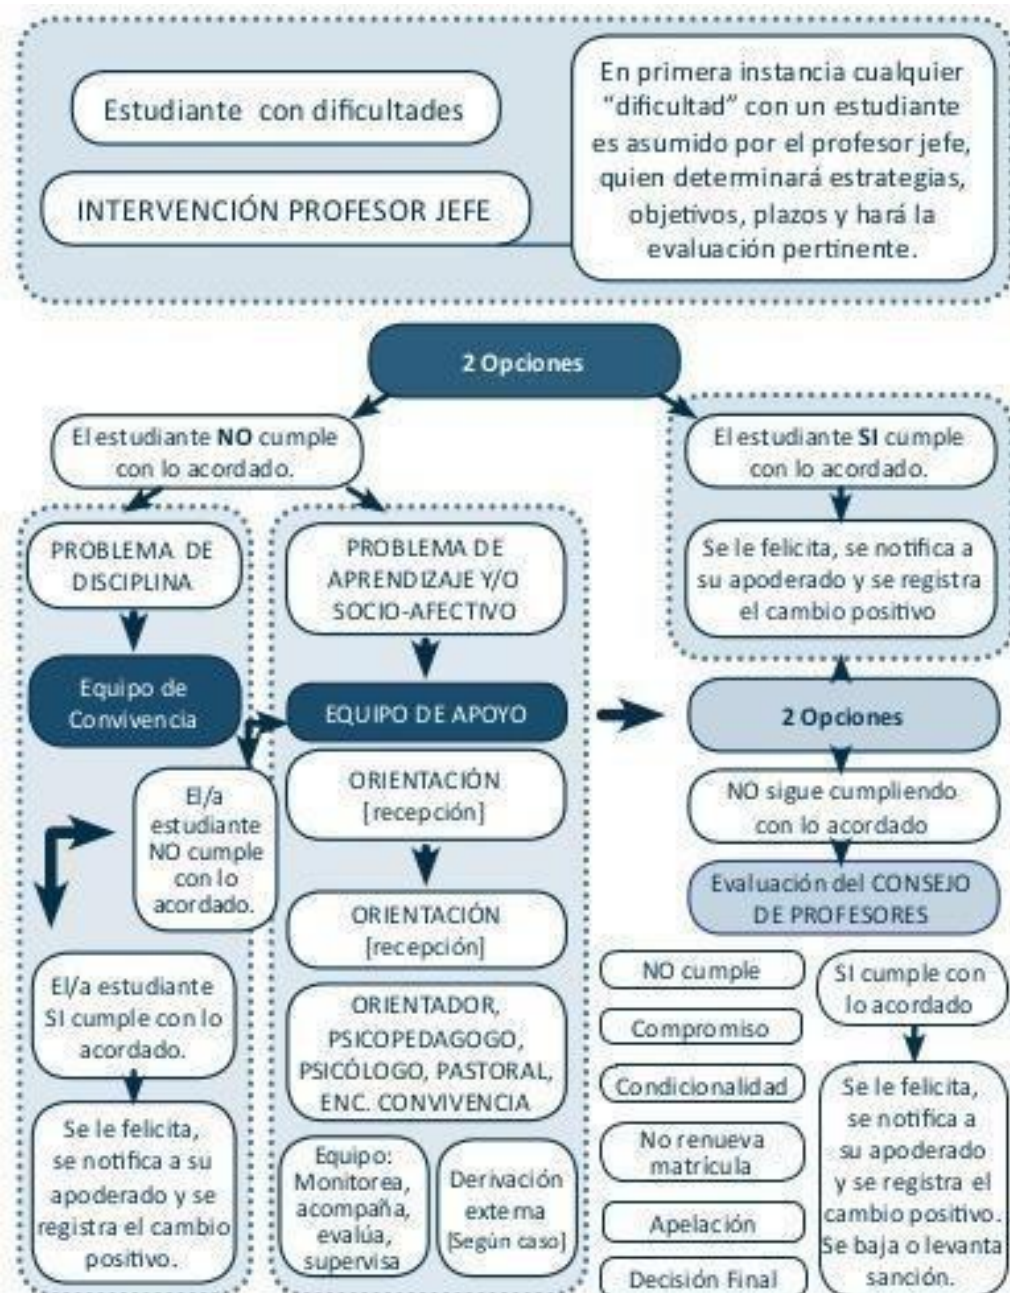 Estudiante con dificultades
INTERVENCIÓN PROFESOR JEFE
En primera instancia cualquier
“dificultad” con un estudiante
es asumido por el profesor jefe,
quien determinará estrategias,
objetivos, plazos y hará la
evaluación pertinente.
2 Opciones
El estudiante NO cumple
con lo acordado.
El estudiante SI cumple
con lo acordado.
PROBLEMA DE
DISCIPLINA
PROBLEMA DE
APRENDIZAJE Y/O
SOCIO-AFECTIVO
Se le felicita, se notifica a
su apoderado y se registra
el cambio positivo
Equipo de
Convivencia
EQUIPO DE APOYO
2 Opciones
El/a
estudiante
NO cumple
con lo
acordado.
ORIENTACIÓN
[recepción]
NO sigue cumpliendo
con lo acordado
ORIENTACIÓN
[recepción]
Evaluación del CONSEJO
DE PROFESORES
El/a estudiante
SI cumple con lo
acordado.
ORIENTADOR,
PSICOPEDAGOGO,
PSICÓLOGO, PASTORAL,
ENC. CONVIVENCIA
NO cumple
Compromiso
Condicionalidad
No renueva
matrícula
Apelación
Decisión Final
SI cumple con
lo acordado
Se le felicita,
se notifica a su
apoderado y se
registra el cambio
positivo.
Equipo:
Monitorea,
acompaña,
evalúa,
supervisa
Derivación
externa
[Según caso]
Se le felicita,
se notifica a
su apoderado
y se registra el
cambio positivo.
Se baja o levanta
sanción.